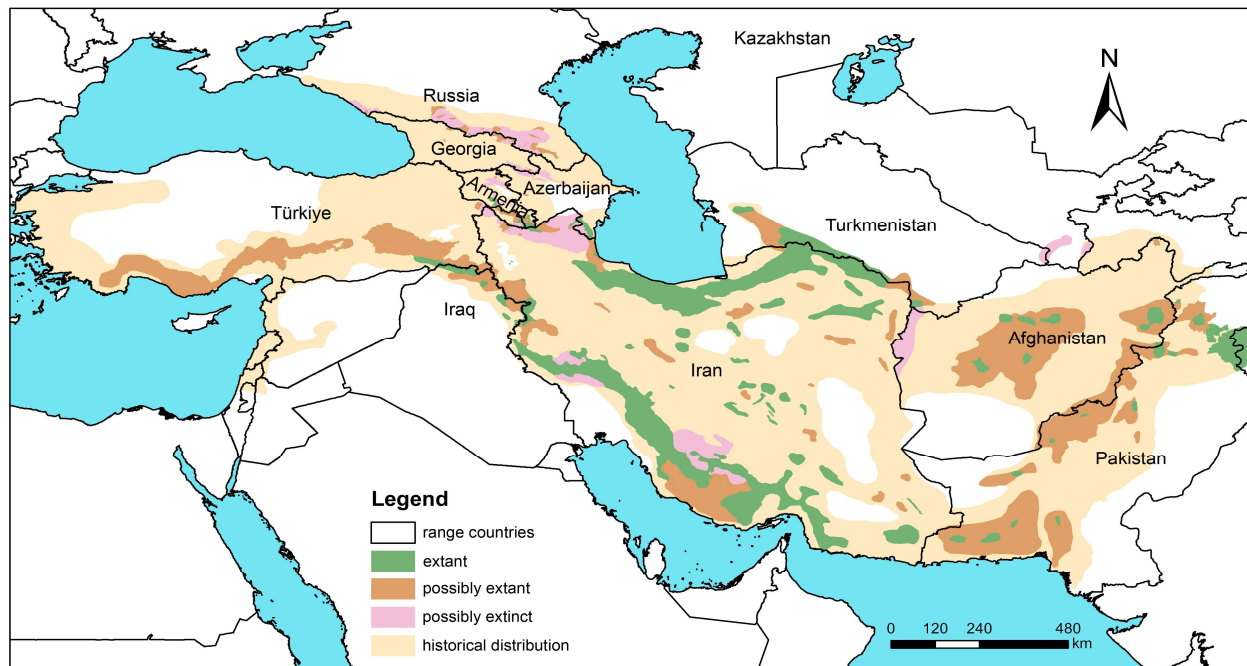 Kazakhstan
N
Russia
Georgia
Armenia
Azerbaijan
Türkiye
Turkmenistan
Iraq
Afghanistan
Iran
Pakistan
Legend
range countries
extant
possibly extant
possibly extinct
historical distribution
0 120 240 480
km